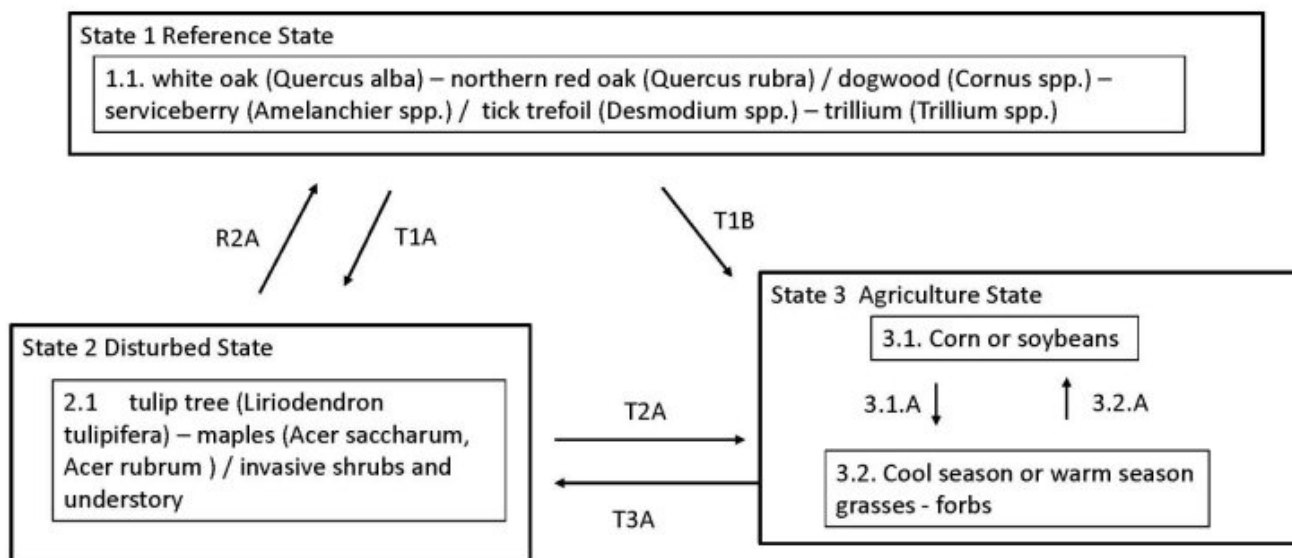 State 1 Reference State
1.1. white oak (Quercus alba) – northern red oak (Quercus rubra) / dogwood (Cornus spp.) –
serviceberry (Amelanchier spp.) / tick trefoil (Desmodium spp.) – trillium (Trillium spp.)
R2A
T1A
T1B
State 2 Disturbed State
2.1 tulip tree (Liriodendron
tulipifera) – maples (Acer saccharum,
Acer rubrum ) / invasive shrubs and
understory
T2A
T3A
State 3 Agriculture State
3.1. Corn or soybeans
3.1.A
3.2.A
3.2. Cool season or warm season
grasses - forbs